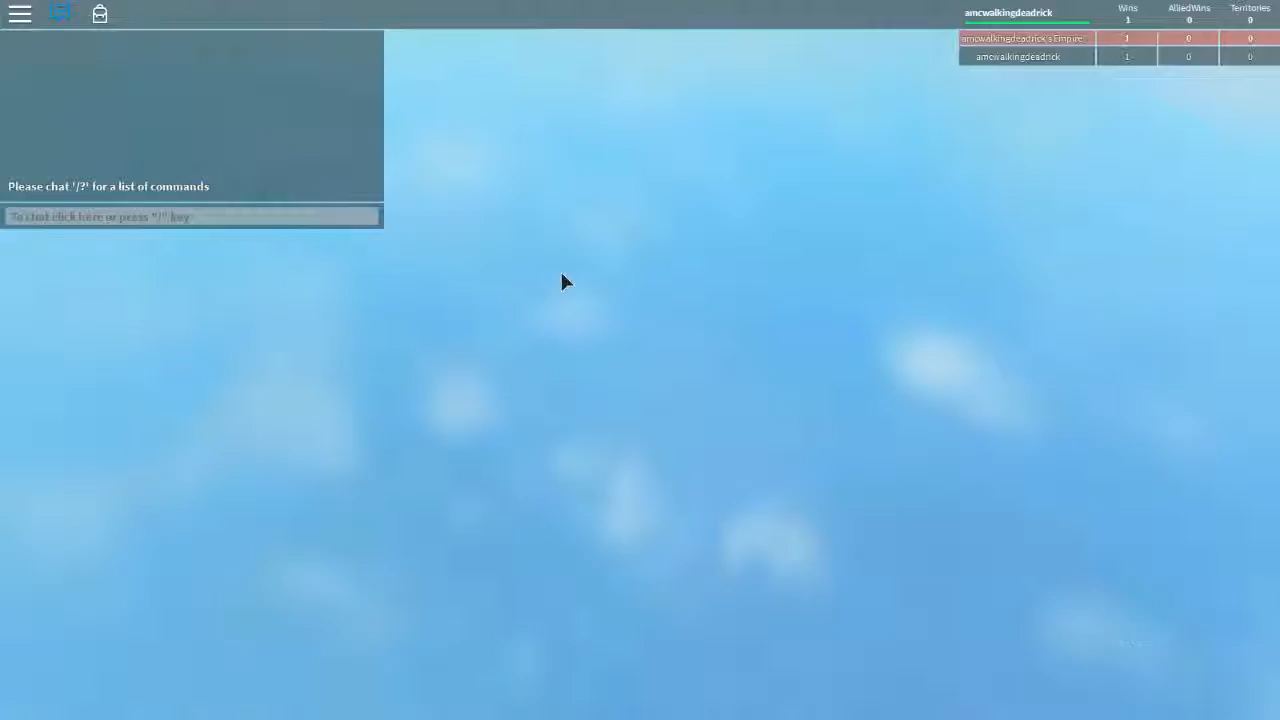 amcwalkingdeadrick Wins AlliedWins Territories
1 0 0
amcwalkingdeadrick's Empire 1 0 0
amcwalkingdeadrick 1 0 0
Please chat '/?' for a list of commands
To chat click here or press "/" key